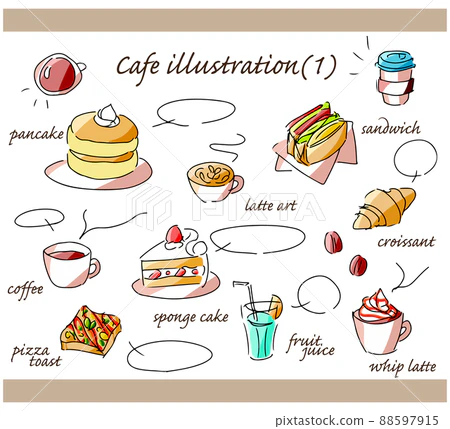 Cafe illustration(1)
pancake
sandwich
latte art
croissant
coffee
sponge cake
fruit
juice
pizza
toast
whip latte
PIXTA
88597915